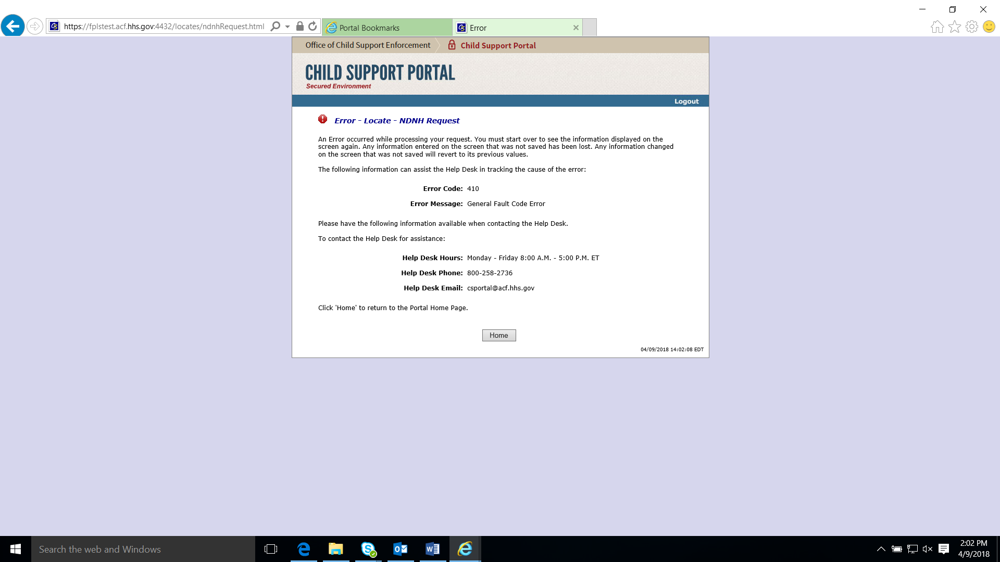 https://fplstest.acf.hhs.gov:4432/locates/ndnhRequest.html
Portal Bookmarks
Error
Office of Child Support Enforcement
Child Support Portal
CHILD SUPPORT PORTAL
Secured Environment
Logout
Error - Locate - NDNH Request
An Error occurred while processing your request. You must start over to see the information displayed on the
screen again. Any information entered on the screen that was not saved has been lost. Any information changed
on the screen that was not saved will revert to its previous values.
The following information can assist the Help Desk in tracking the cause of the error:
Error Code: 410
Error Message: General Fault Code Error
Please have the following information available when contacting the Help Desk.
To contact the Help Desk for assistance:
Help Desk Hours: Monday - Friday 8:00 A.M. - 5:00 P.M. ET
Help Desk Phone: 800-258-2736
Help Desk Email: csportal@acf.hhs.gov
Click 'Home' to return to the Portal Home Page.
Home
04/09/2018 14:02:08 EDT
Search the web and Windows
2:02 PM
4/9/2018